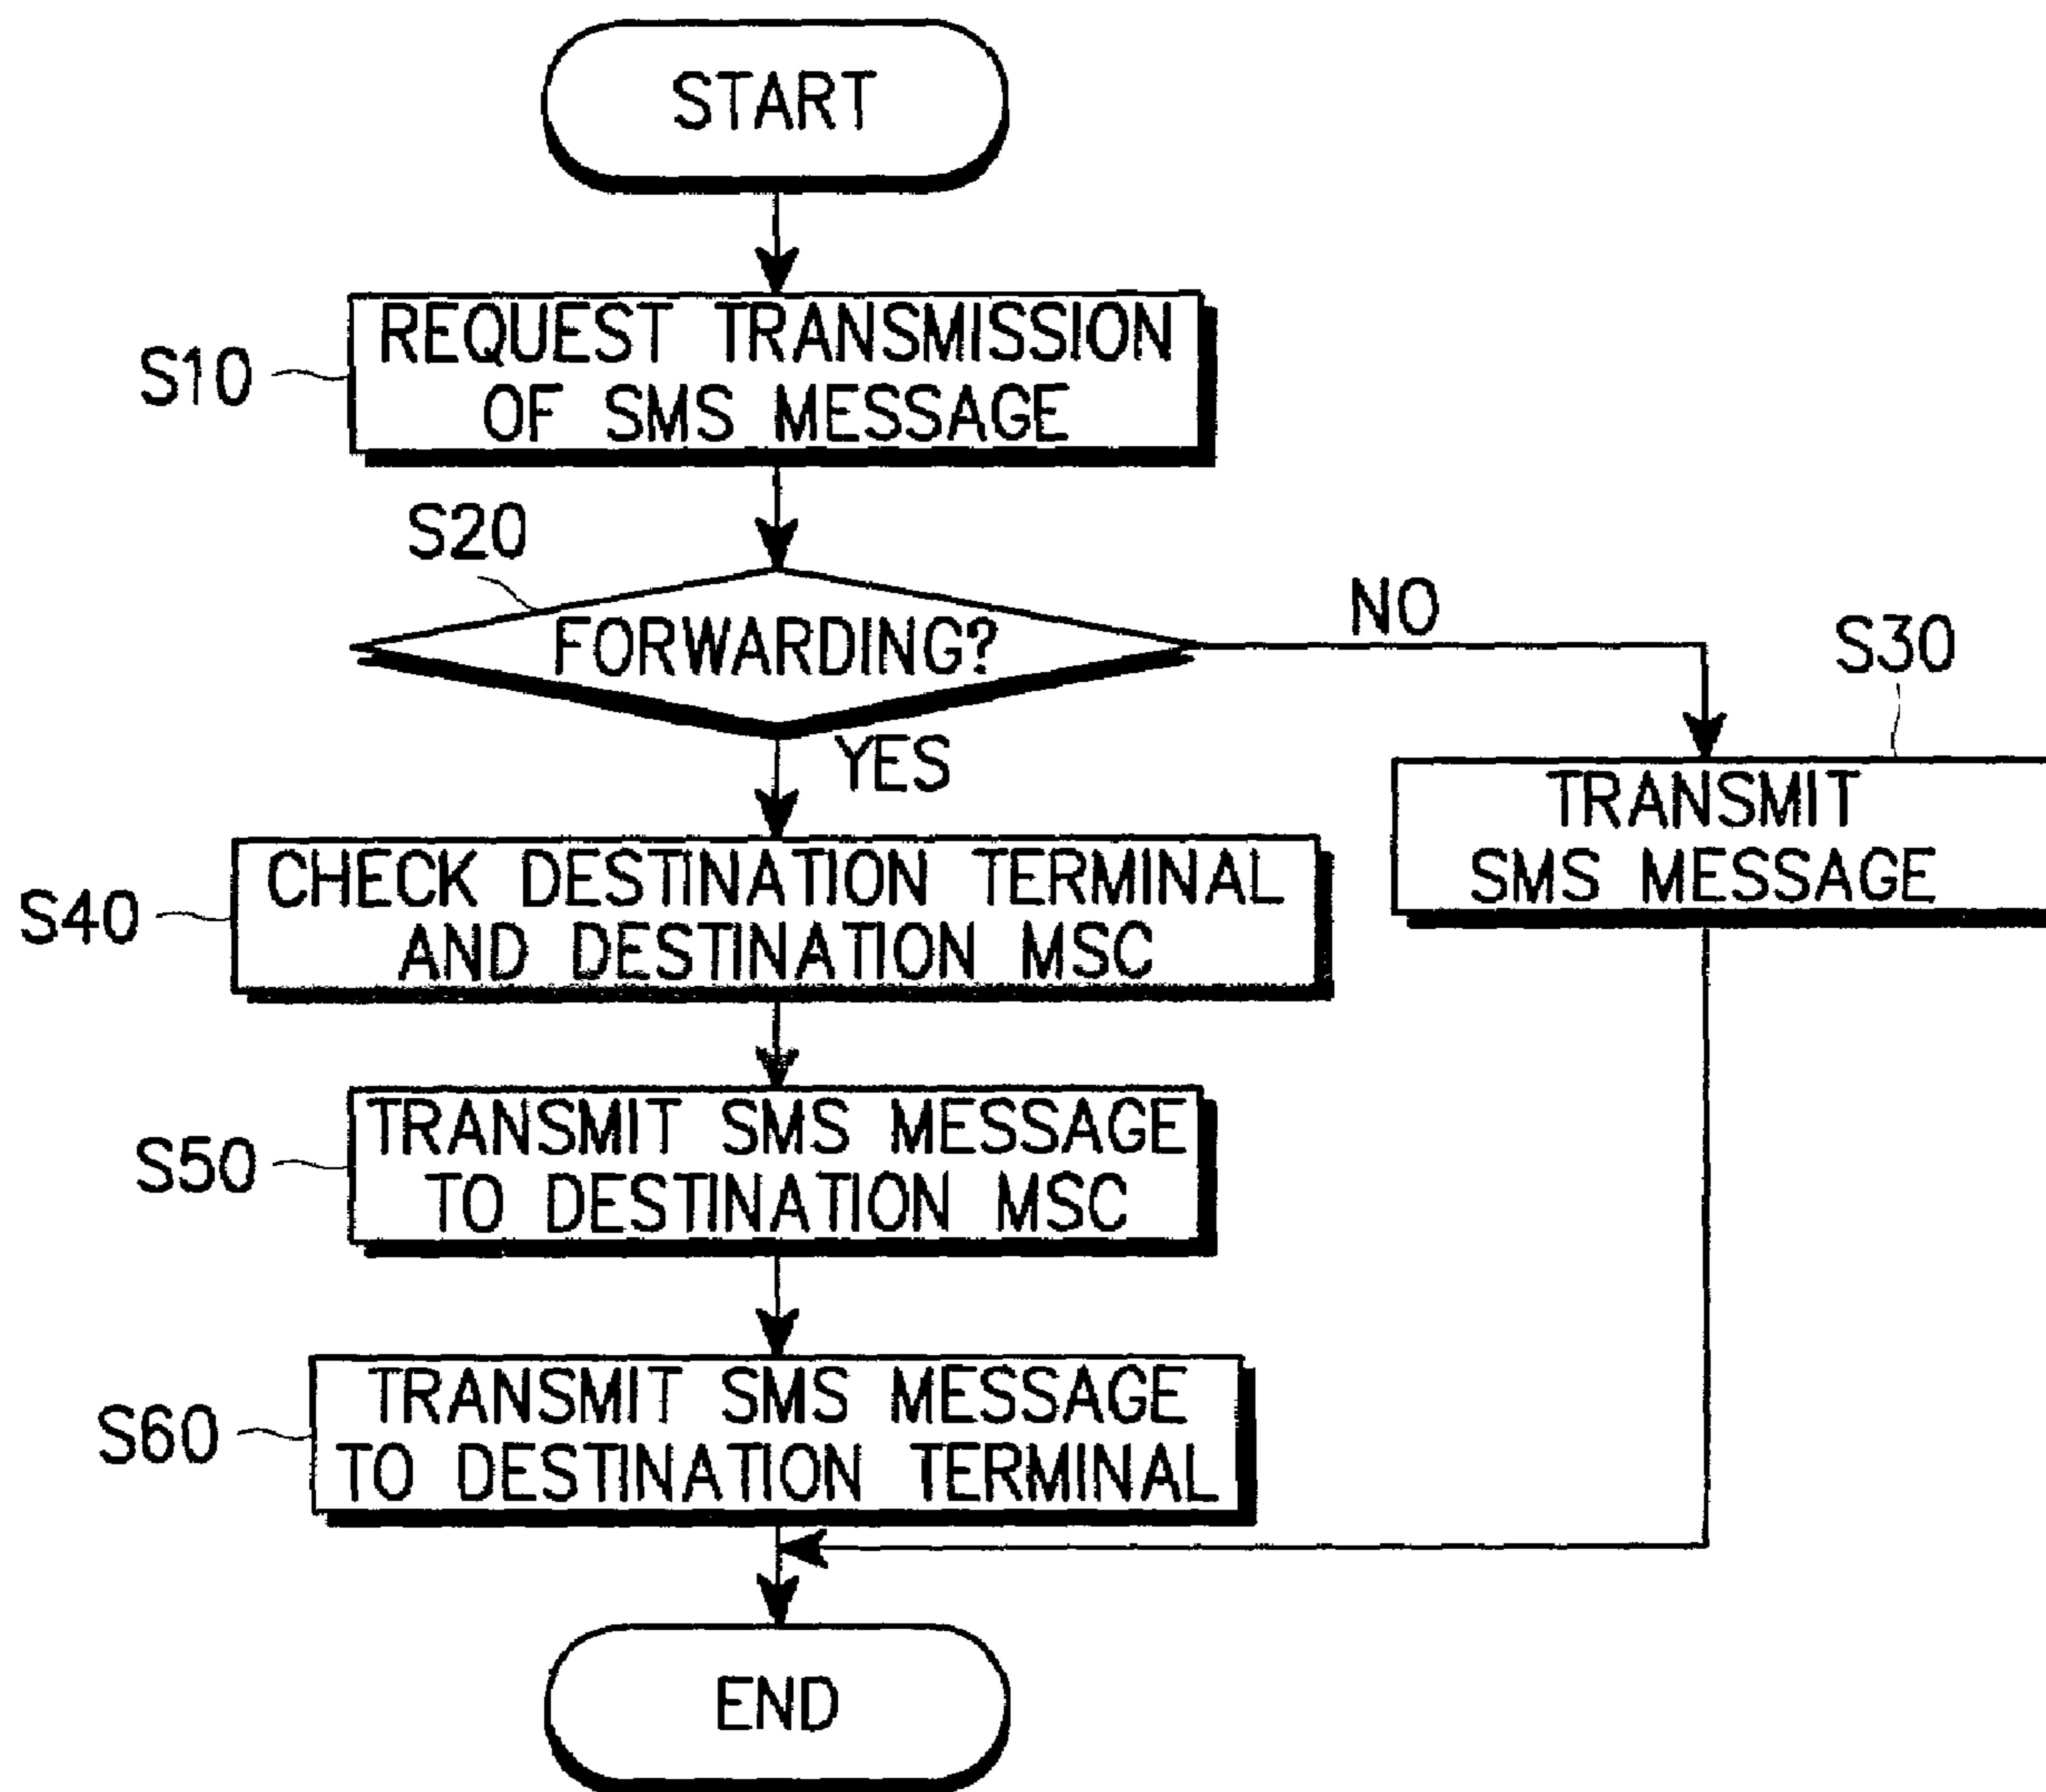 START
S10
REQUEST TRANSMISSION
OF SMS MESSAGE
S20
FORWARDING?
NO
YES
S30
TRANSMIT
SMS MESSAGE
S40
CHECK DESTINATION TERMINAL
AND DESTINATION MSC
S50
TRANSMIT SMS MESSAGE
TO DESTINATION MSC
S60
TRANSMIT SMS MESSAGE
TO DESTINATION TERMINAL
END